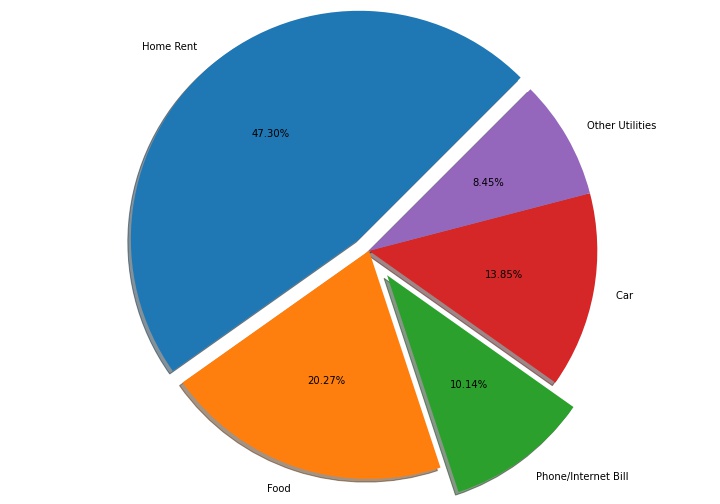 Home Rent
47.30%
Other Utilities
8.45%
13.85%
Car
20.27%
10.14%
Phone/Internet Bill
Food